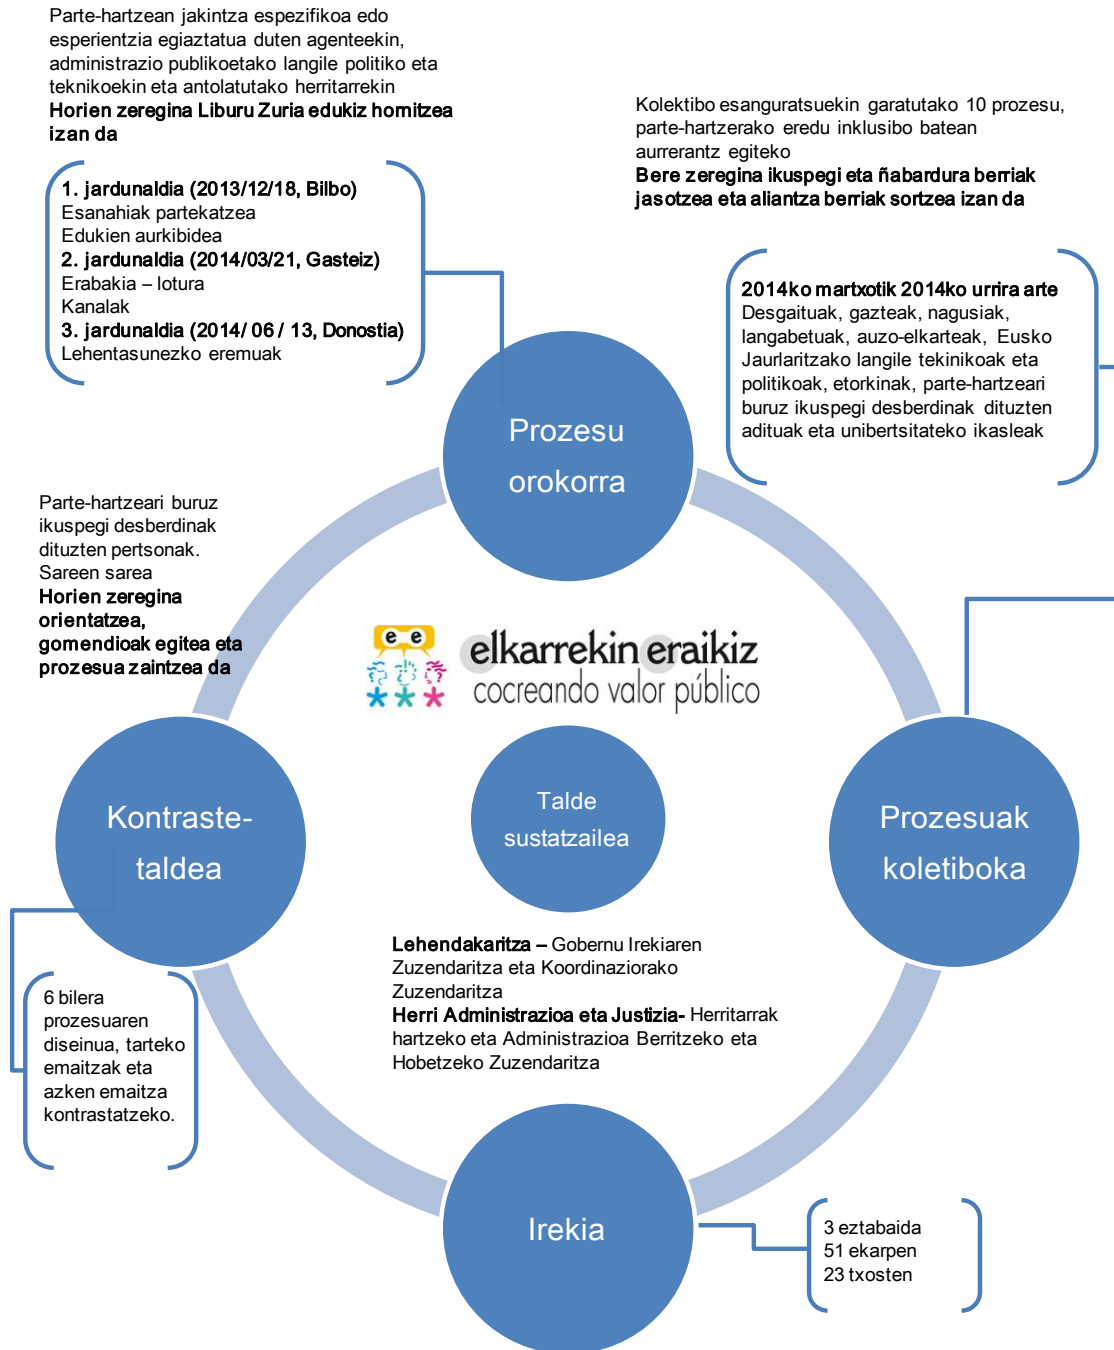 Parte-hartzean jakintza espezifikoa edo
esperientzia egiaztatua duten agenteekin,
administrazio publikoetako langile politiko eta
teknikoekin eta antolatutako herritarrekin
Horien zeregina Liburu Zuria edukiz hornitzea
izan da
1. jardunaldia (2013/12/18, Bilbo)
Esanahiak partekatzea
Edukien aurkibidea
2. jardunaldia (2014/03/21, Gasteiz)
Erabakia – lotura
Kanalak
3. jardunaldia (2014/ 06 / 13, Donostia)
Lehentasunezko eremuak
Kolektibo esanguratsuekin garatutako 10 prozesu,
parte-hartzerako eredu inklusibo batean
aurrerantz egiteko
Bere zeregina ikuspegi eta ñabardura berriak
jasotzea eta aliantza berriak sortzea izan da
2014ko martxotik 2014ko urrira arte
Desgaituak, gazteak, nagusiak,
langabetuak, auzo-elkarteak, Eusko
Jaurlaritzako langile tekinikoak eta
politikoak, etorkinak, parte-hartzeari
buruz ikuspegi desberdinak dituzten
adituak eta unibertsitateko ikasleak
Prozesu
orokorra
Parte-hartzeari buruz
ikuspegi desberdinak
dituzten pertsonak.
Sareen sarea
Horien zeregina
orientatzea,
gomendioak egitea eta
prozesua zaintzea da
e e
elkarrekin eraikiz
cocreando valor público
Kontraste-
taldea
Talde
sustatzailea
Prozesuak
koletiboka
Lehendakaritza – Gobernu Irekiaren
Zuzendaritza eta Koordinaziorako
Zuzendaritza
Herri Administrazioa eta Justizia- Herritarrak
hartzeko eta Administrazioa Berritzeko eta
Hobetzeko Zuzendaritza
6 bilera
prozesuaren
diseinua, tarteko
emaitzak eta
azken emaitza
kontrastatzeko.
Irekia
3 eztabaida
51 ekarpen
23 txosten